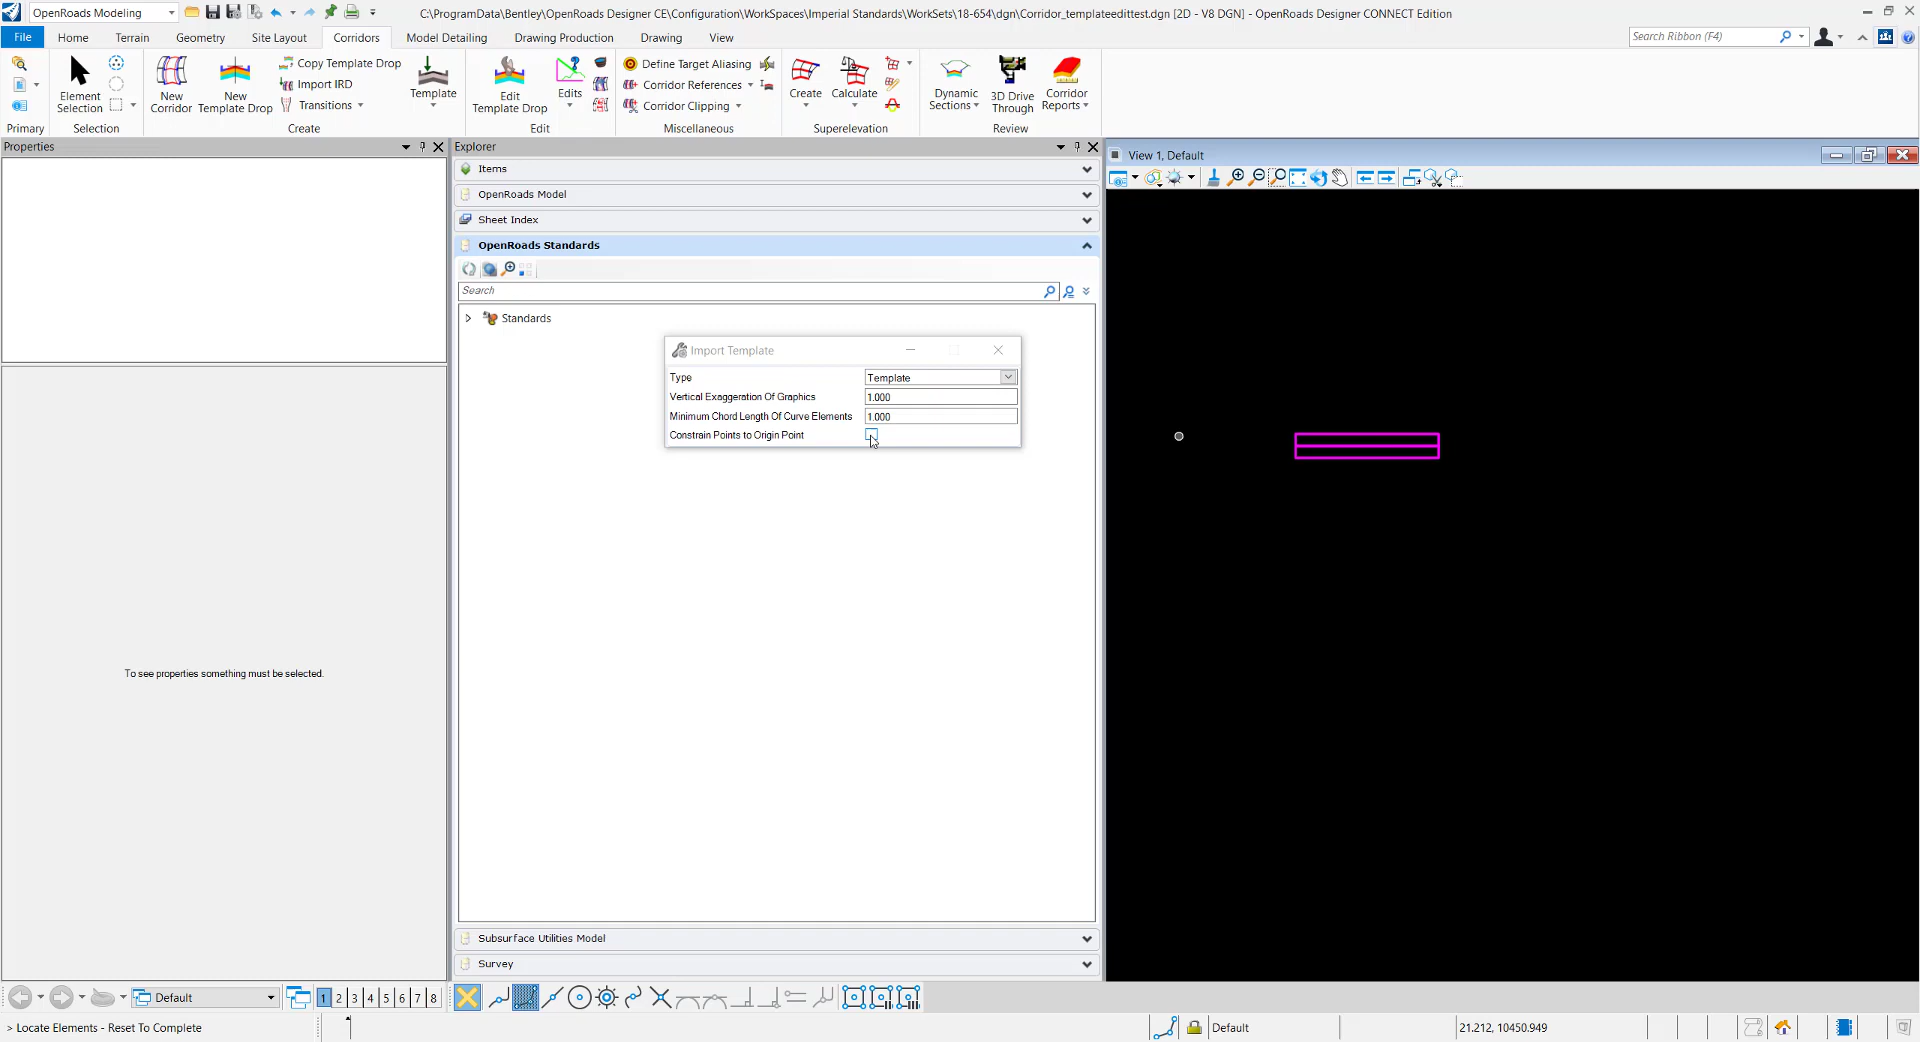 OpenRoads Modeling
C:\ProgramData\Bentley\OpenRoads Designer CE\Configuration\WorkSpaces\Imperial Standards\WorkSets\18-654\dgn\Corridor_templateedittest.dgn [2D - V8 DGN] - OpenRoads Designer CONNECT Edition
File Home Terrain Geometry Site Layout Corridors Model Detailing Drawing Production Drawing View
Search Ribbon (F4)
Element Selection
New Corridor
New Template Drop
Copy Template Drop
Import IRD
Transitions
Template
Edit Template Drop
Edits
Define Target Aliasing
Corridor References
Corridor Clipping
Create
Calculate
Dynamic Sections
3D Drive Through
Corridor Reports
Primary Selection Create Edit Miscellaneous Superelevation Review
Properties
Explorer
View 1, Default
Items
OpenRoads Model
Sheet Index
OpenRoads Standards
Search
Standards
Import Template
Type Template
Vertical Exaggeration Of Graphics 1.000
Minimum Chord Length Of Curve Elements 1.000
Constrain Points to Origin Point
To see properties something must be selected.
Subsurface Utilities Model
Survey
Default
1 2 3 4 5 6 7 8
> Locate Elements - Reset To Complete
Default
21.212, 10450.949